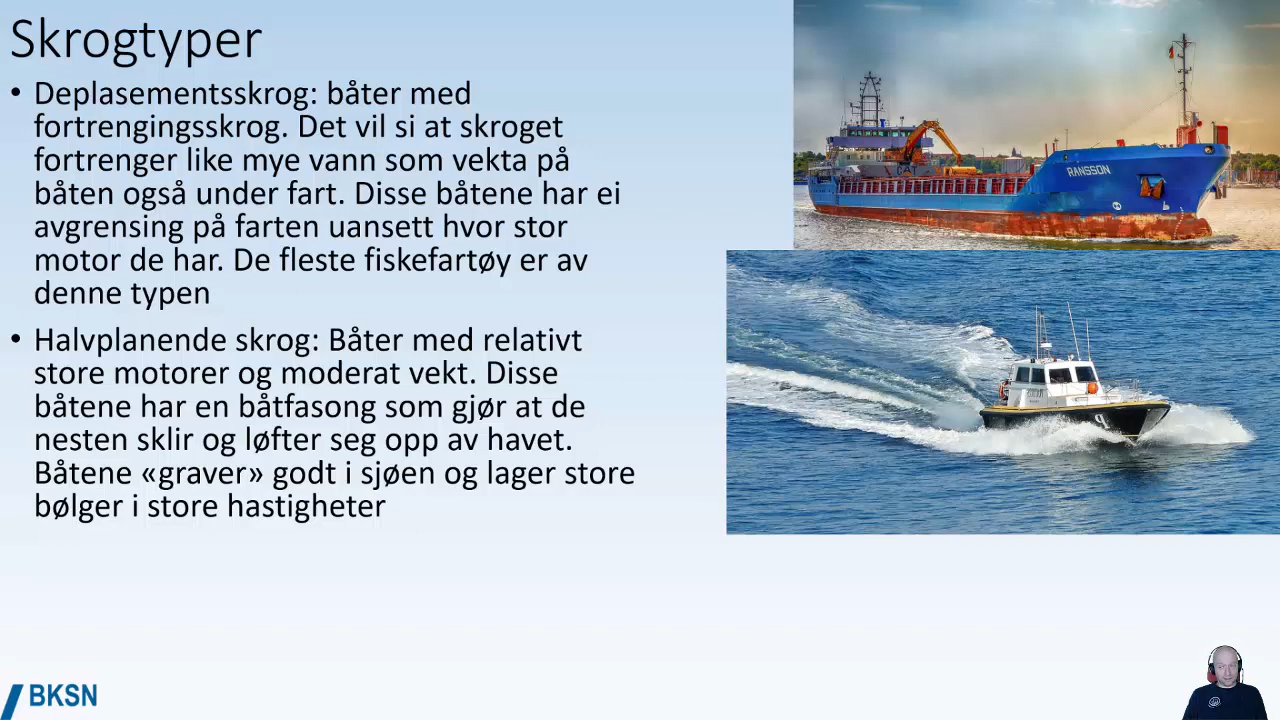 Skrogtyper
• Deplasementsskrog: båter med
fortrengingsskrog. Det vil si at skroget
fortrenger like mye vann som vekta på
båten også under fart. Disse båtene har ei
avgrensing på farten uansett hvor stor
motor de har. De fleste fiskefartøy er av
denne typen
• Halvplanende skrog: Båter med relativt
store motorer og moderat vekt. Disse
båtene har en båtfasong som gjør at de
nesten sklir og løfter seg opp av havet.
Båtene «graver» godt i sjøen og lager store
bølger i store hastigheter
RANSSON
9
BKSN